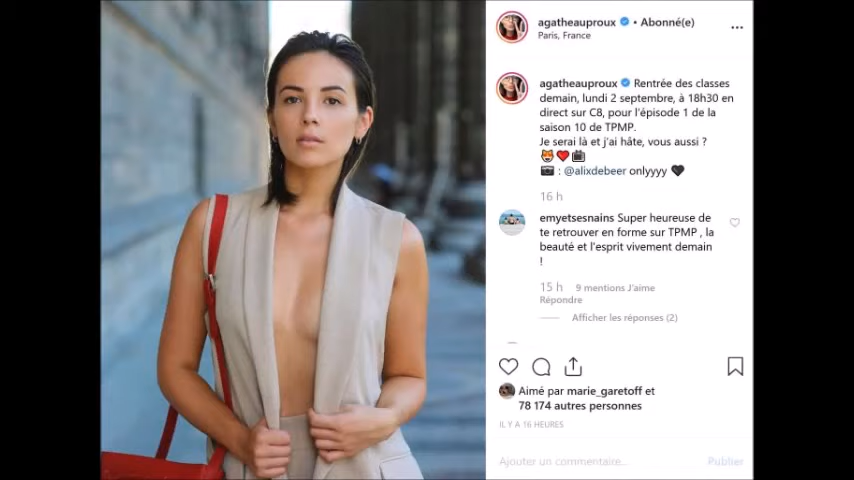 agatheauproux • Abonné(e)
Paris, France
agatheauproux Rentrée des classes
demain, lundi 2 septembre, à 18h30 en
direct sur C8, pour l'épisode 1 de la
saison 10 de TPMP.
Je serai là et j'ai hâte, vous aussi ?
🦊❤️📺
📷 : @alixdebeer onlyyyy 🖤
16 h
emyetsesnains Super heureuse de
te retrouver en forme sur TPMP , la
beauté et l'esprit vivement demain
!
15 h 9 mentions J'aime
Répondre
Afficher les réponses (2)
Aimé par marie_garetoff et
78 174 autres personnes
IL Y A 16 HEURES
Ajouter un commentaire... Publier